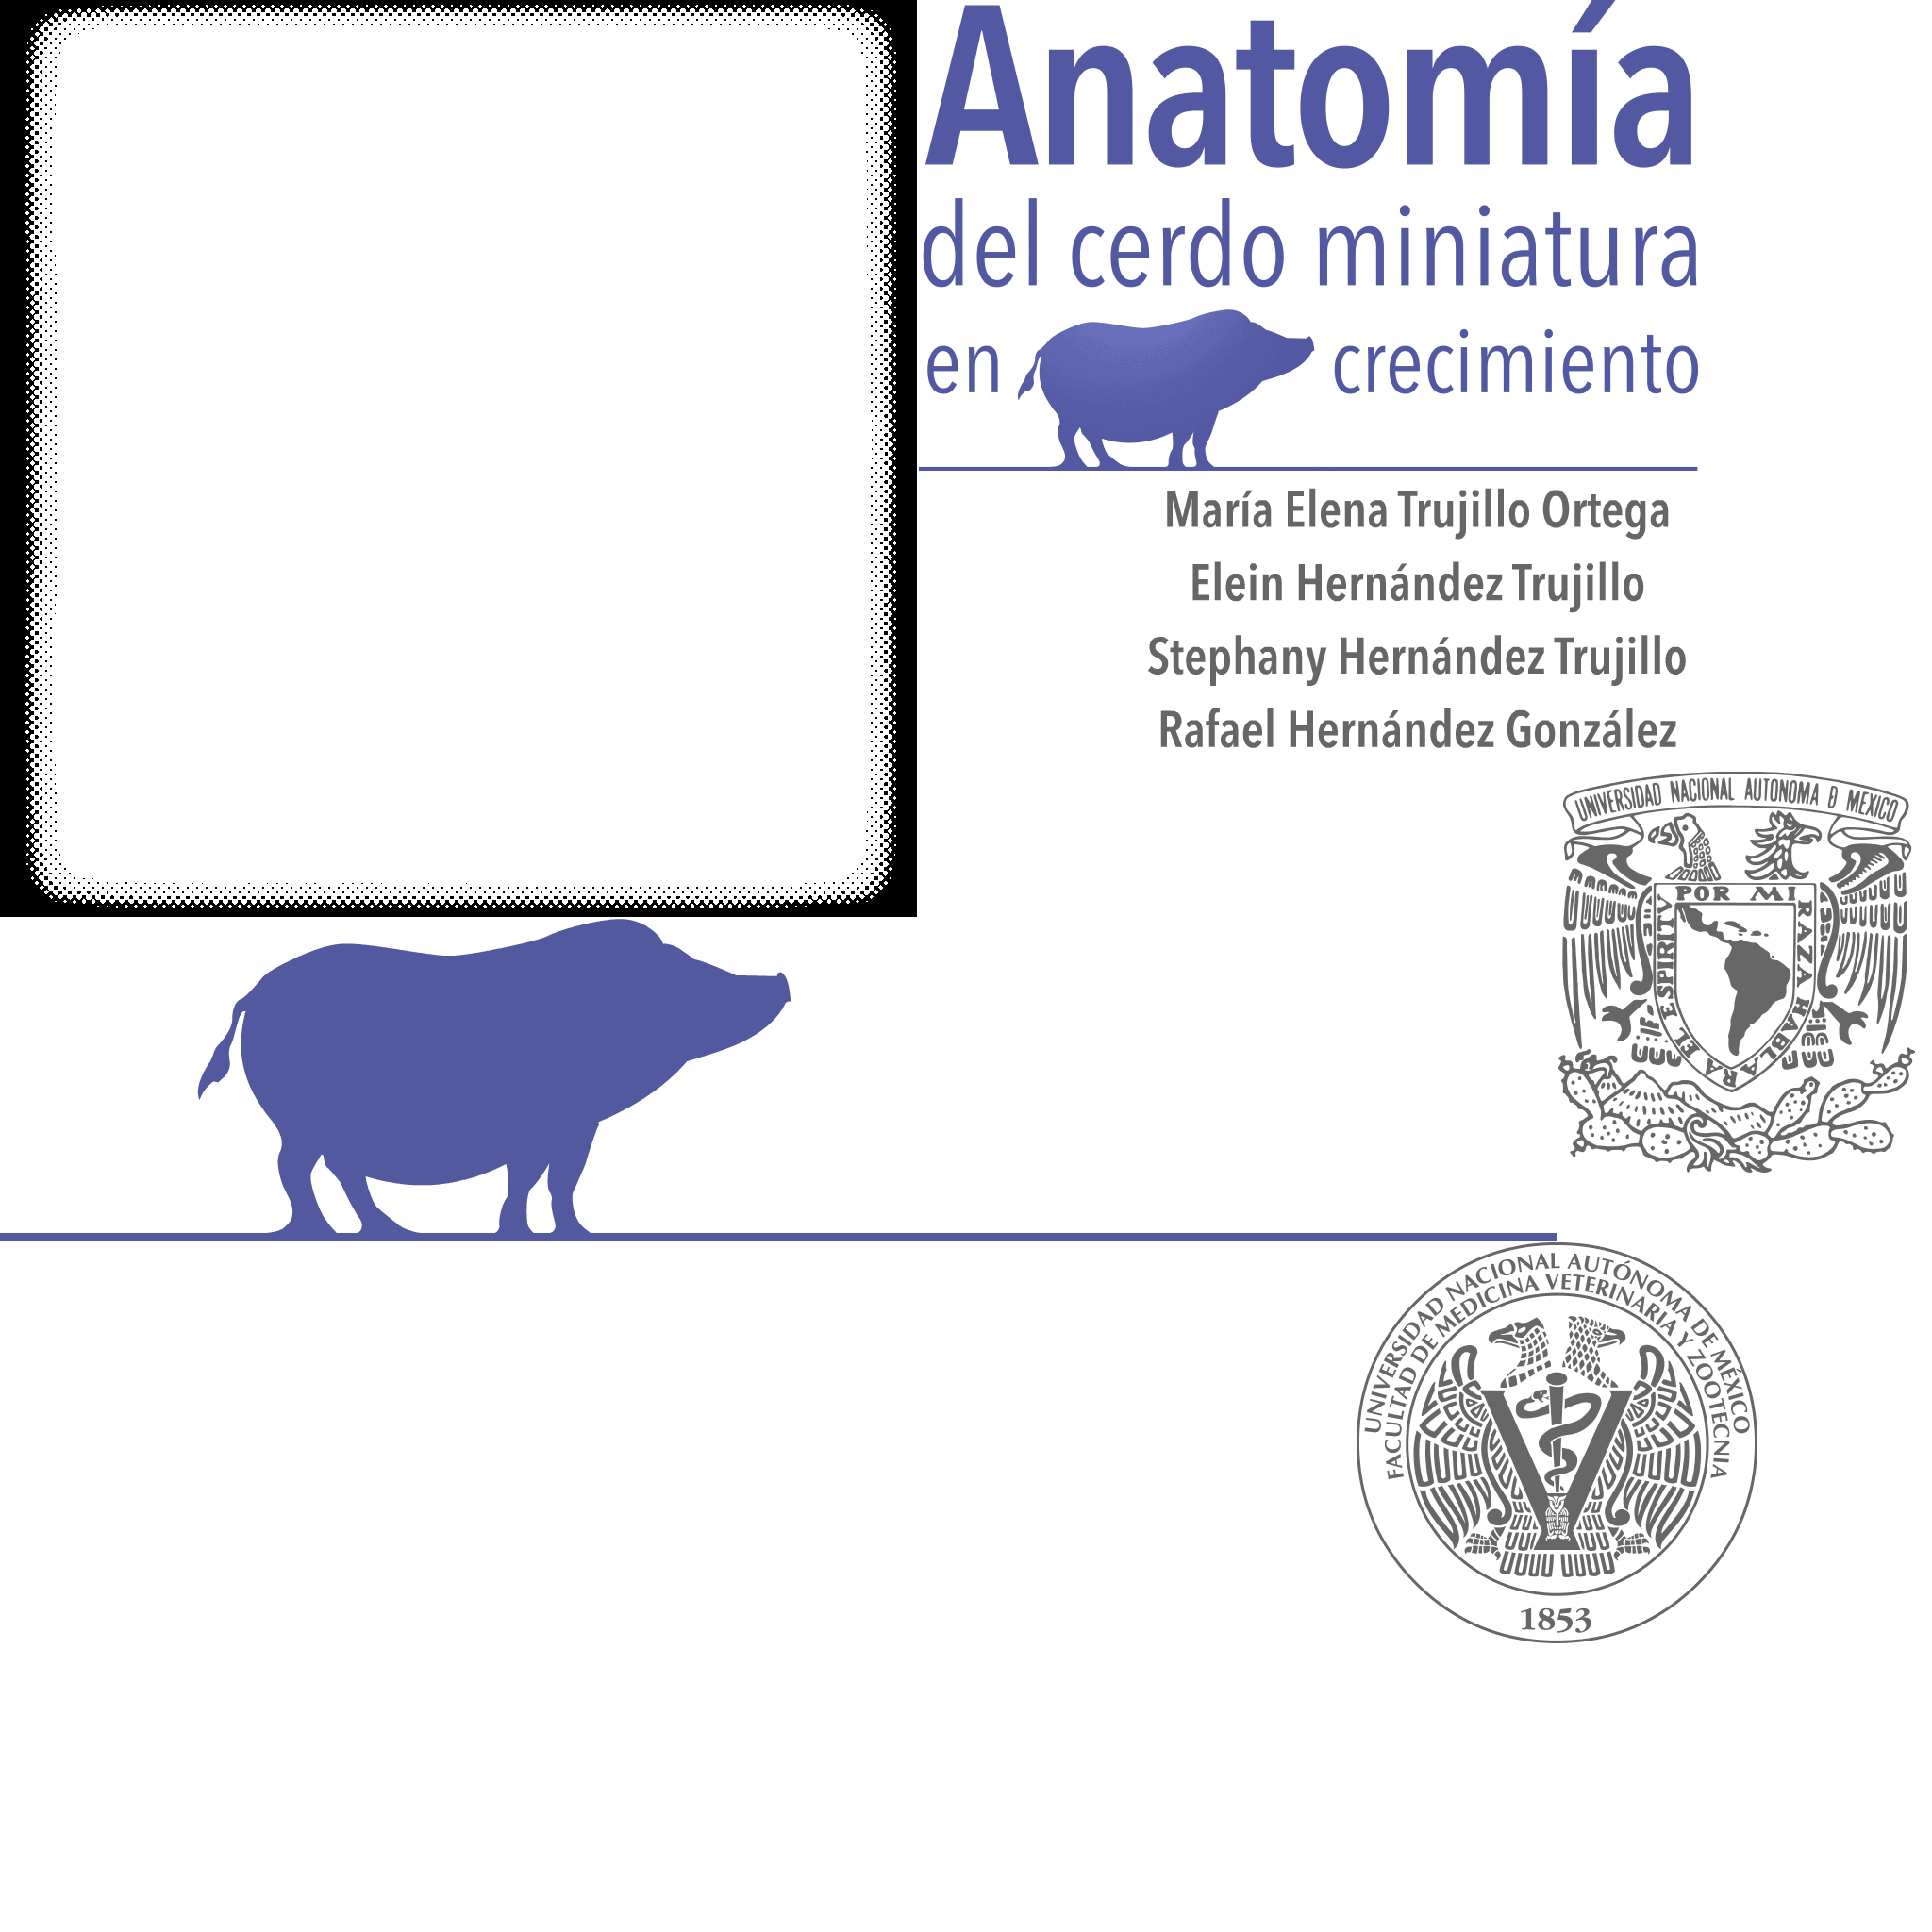 Anatomía
del cerdo miniatura
en crecimiento
María Elena Trujillo Ortega
Elein Hernández Trujillo
Stephany Hernández Trujillo
Rafael Hernández González
UNIVERSIDAD NACIONAL AUTONOMA Ð MEXICO
POR MI RAZA HABLARA EL ESPIRITV
UNIVERSIDAD NACIONAL AUTÓNOMA DE MÉXICO
FACULTAD DE MEDICINA VETERINARIA Y ZOOTECNIA
V
1853